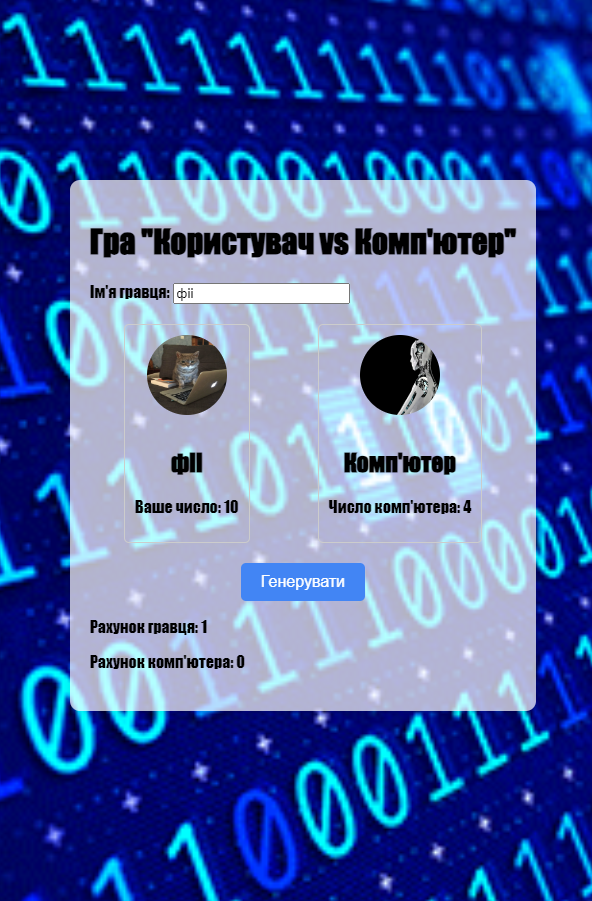 Гра "Користувач vs Комп'ютер"
Ім'я гравця: фіі
фіі Комп'ютер
Ваше число: 10 Число комп'ютера: 4
Генерувати
Рахунок гравця: 1
Рахунок комп'ютера: 0